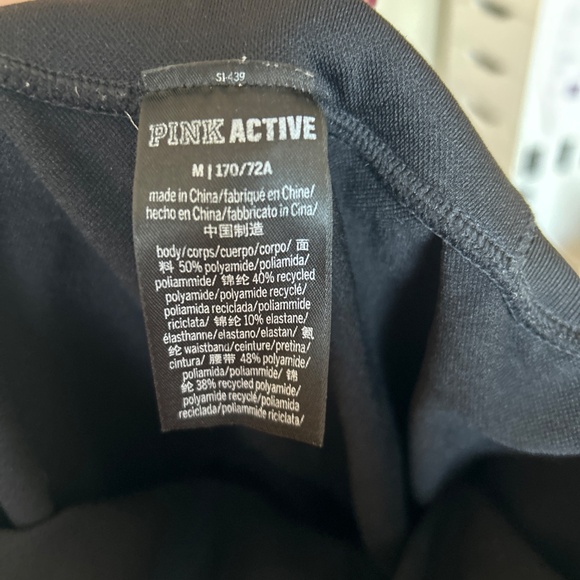 SI-439
PINK ACTIVE
M | 170/72A
made in China/fabriqué en Chine/
hecho en China/fabbricato in Cina/
中国制造
body/corps/cuerpo/corpo/ 面
料 50% polyamide/poliamida/
poliammide/ 锦纶 40% recycled
polyamide/polyamide recyclé/
poliamida reciclada/poliammide
riciclata/ 锦纶 10% elastane/
élasthanne/elastano/elastan/ 氨
纶 waistband/ceinture/pretina/
cintura/ 腰带 48% polyamide/
poliamida/poliammide/ 锦
纶 38% recycled polyamide/
polyamide recyclé/poliamida
reciclada/poliammide riciclata/